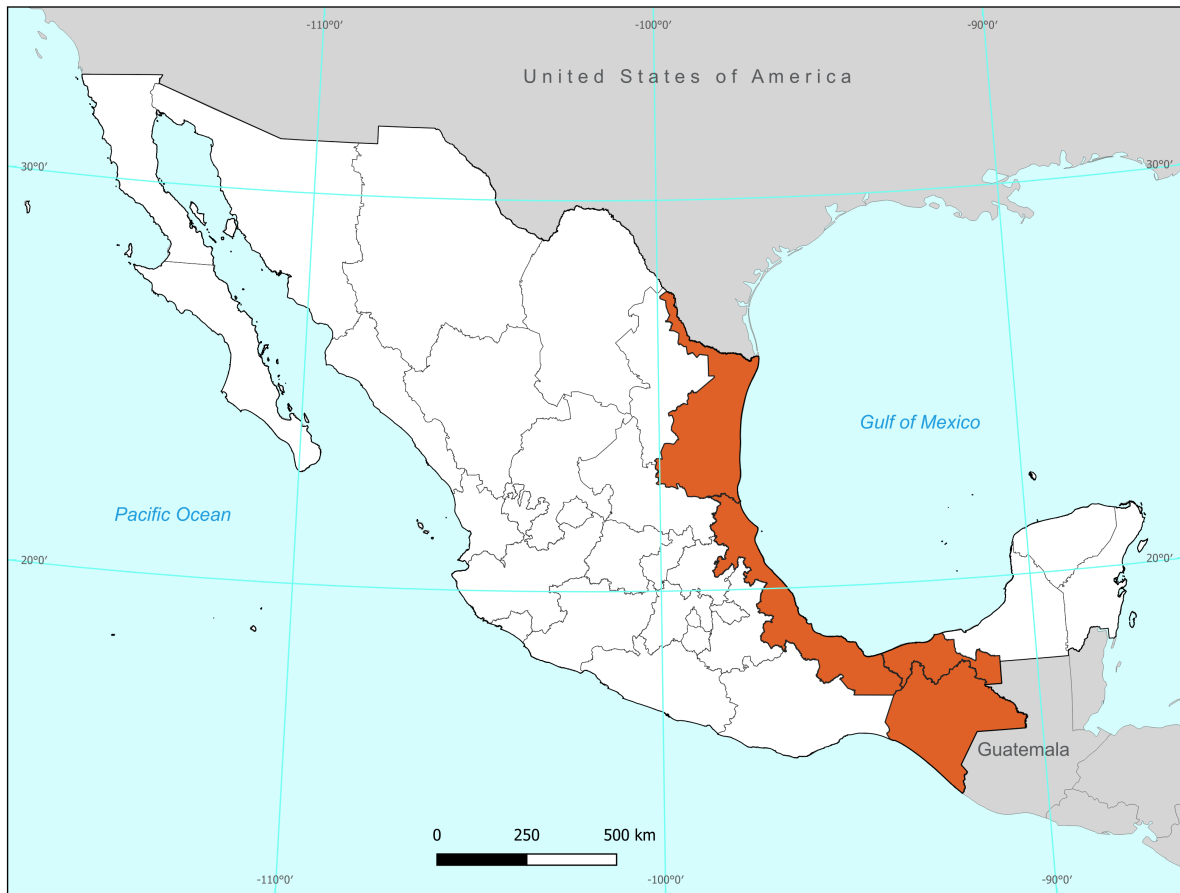 -110°0′ -100°0′ -90°0′
United States of America
30°0′ 30°0′
Gulf of Mexico
Pacific Ocean
20°0′ 20°0′
Guatemala
0 250 500 km
-110°0′ -100°0′ -90°0′